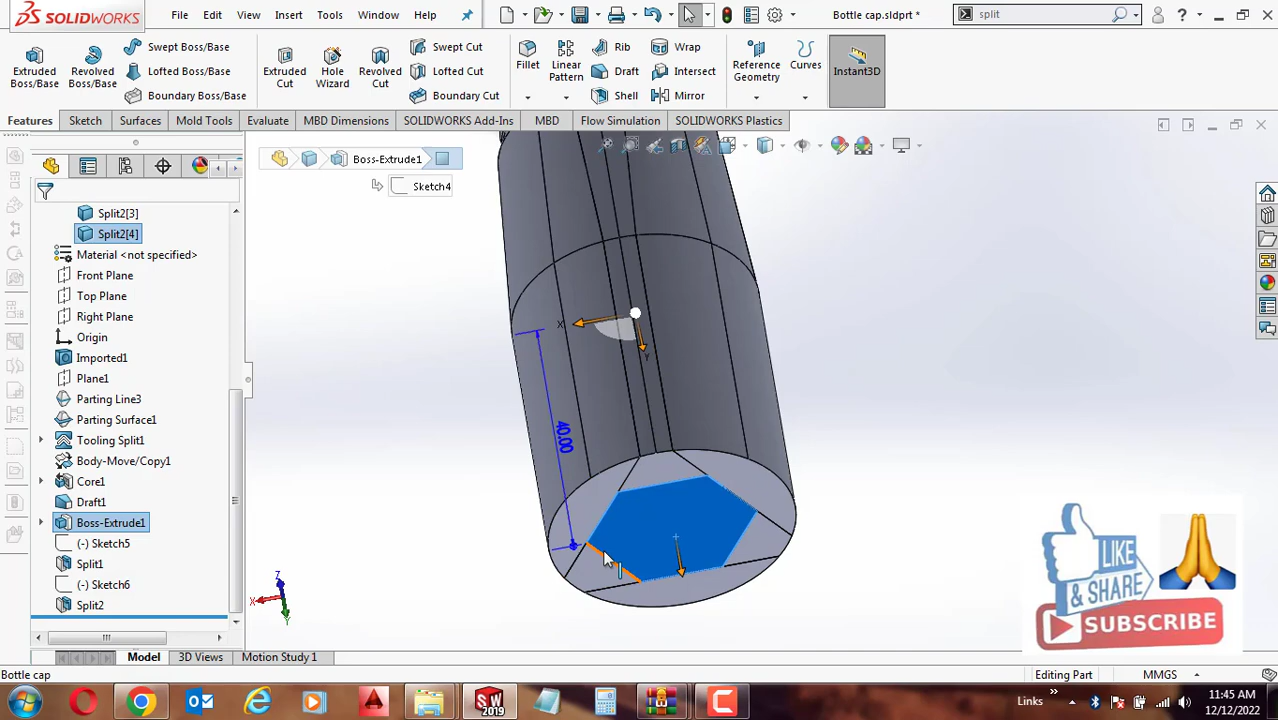 SOLIDWORKS
File
Edit
View
Insert
Tools
Simulation
Window
Help
Bottle cap.sldprt *
split
Extruded Boss/Base
Revolved Boss/Base
Swept Boss/Base
Lofted Boss/Base
Boundary Boss/Base
Extruded Cut
Hole Wizard
Revolved Cut
Swept Cut
Lofted Cut
Boundary Cut
Fillet
Linear Pattern
Rib
Draft
Shell
Wrap
Intersect
Mirror
Reference Geometry
Curves
Instant3D
Features
Sketch
Surfaces
Mold Tools
Evaluate
MBD Dimensions
SOLIDWORKS Add-Ins
MBD
Flow Simulation
SOLIDWORKS Plastics
Boss-Extrude1
Sketch4
Split2[3]
Split2[4]
Material <not specified>
Front Plane
Top Plane
Right Plane
Origin
Imported1
Plane1
Parting Line3
Parting Surface1
Tooling Split1
Body-Move/Copy1
Core1
Draft1
Boss-Extrude1
(-) Sketch5
Split1
(-) Sketch6
Split2
X
Y
40.00
Z
X
Y
LIKE
& SHARE
SUBSCRIBE
Model
3D Views
Motion Study 1
Bottle cap
Editing Part
MMGS
SW
2019
Links
11:45 AM
12/12/2022